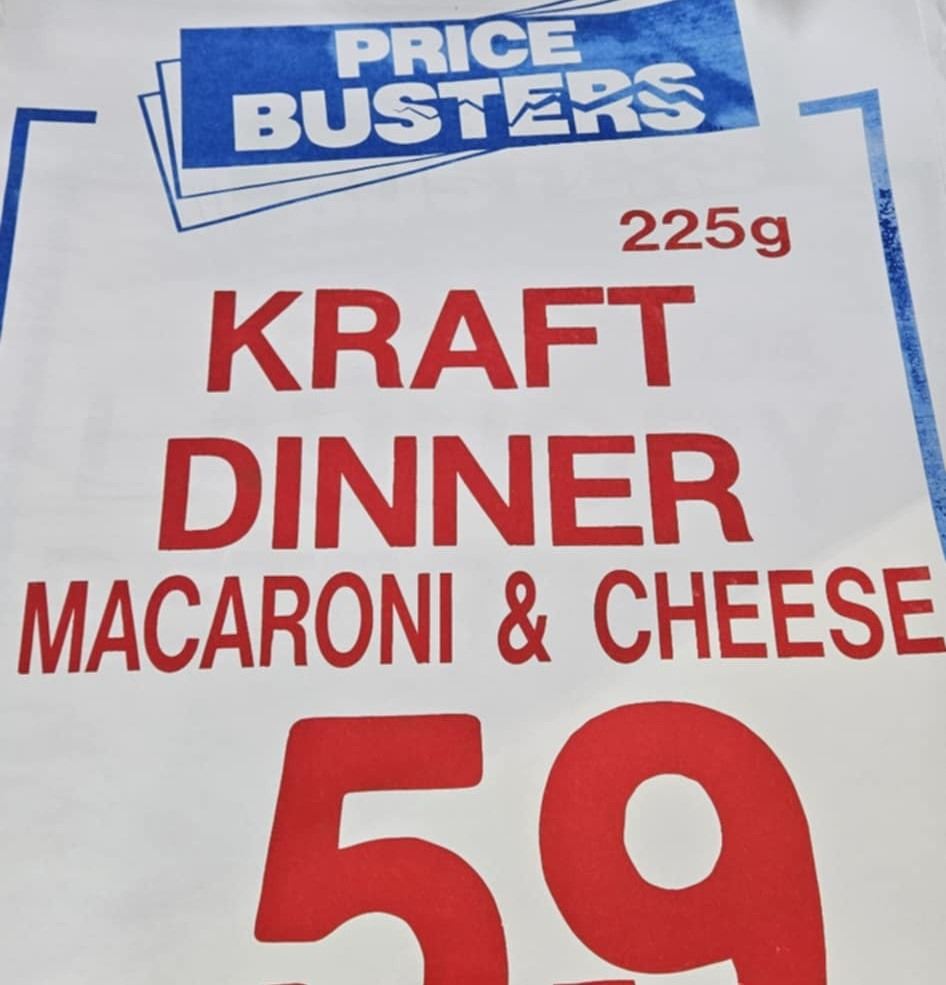 PRICE
BUSTERS
225g
KRAFT
DINNER
MACARONI & CHEESE
59